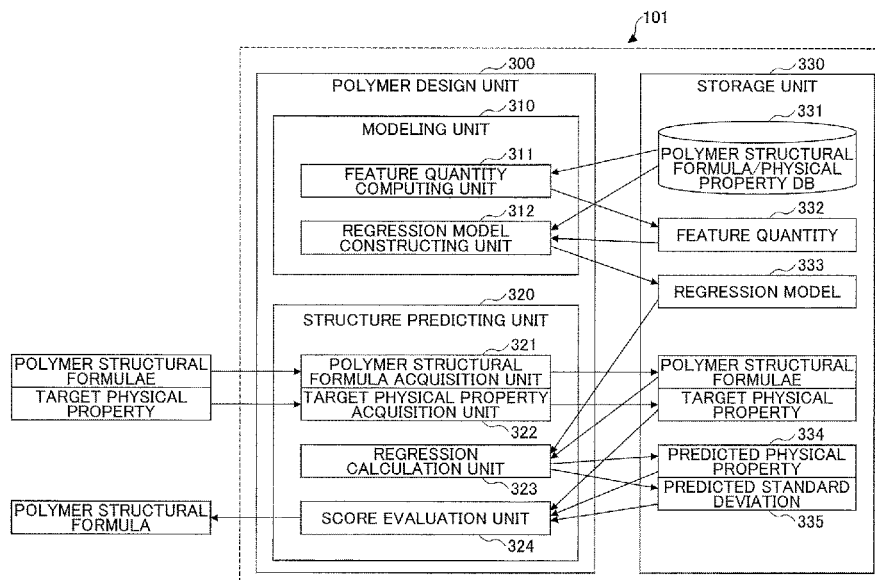 101
300
POLYMER DESIGN UNIT
310
MODELING UNIT
311
FEATURE QUANTITY
COMPUTING UNIT
312
REGRESSION MODEL
CONSTRUCTING UNIT
320
STRUCTURE PREDICTING UNIT
321
POLYMER STRUCTURAL
FORMULA ACQUISITION UNIT
TARGET PHYSICAL PROPERTY
ACQUISITION UNIT
322
REGRESSION
CALCULATION UNIT
323
SCORE EVALUATION UNIT
324
POLYMER STRUCTURAL
FORMULAE
TARGET PHYSICAL
PROPERTY
POLYMER STRUCTURAL
FORMULA
330
STORAGE UNIT
331
POLYMER STRUCTURAL
FORMULA/PHYSICAL
PROPERTY DB
332
FEATURE QUANTITY
333
REGRESSION MODEL
POLYMER STRUCTURAL
FORMULAE
TARGET PHYSICAL
PROPERTY
334
PREDICTED PHYSICAL
PROPERTY
PREDICTED STANDARD
DEVIATION
335